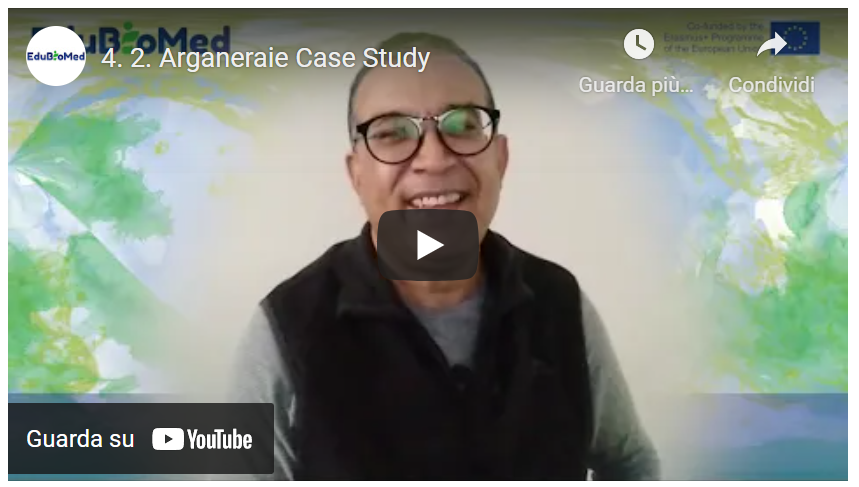 EduBioMed
EduBioMed
4. 2. Arganeraie Case Study
Co-funded by the
Erasmus+ Programme
of the European Union
Guarda più...
Condividi
Guarda su YouTube